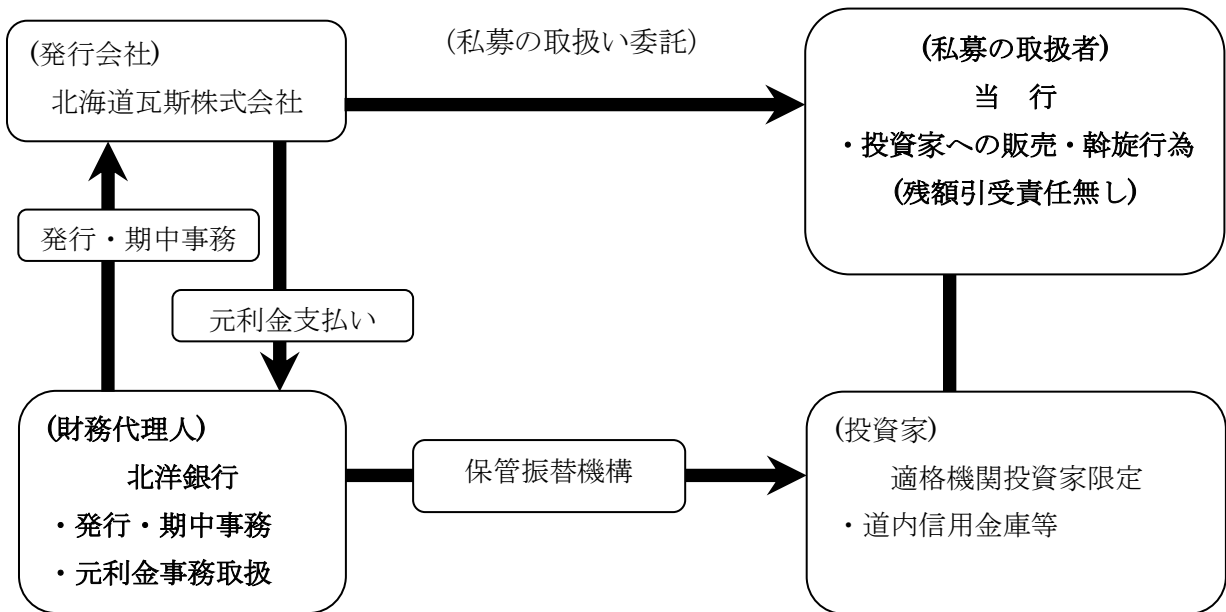 (発行会社)
北海道瓦斯株式会社
(私募の取扱い委託)
(私募の取扱者)
当　行
・投資家への販売・斡旋行為
(残額引受責任無し)
発行・期中事務
元利金支払い
(財務代理人)
北洋銀行
・発行・期中事務
・元利金事務取扱
保管振替機構
(投資家)
適格機関投資家限定
・道内信用金庫等